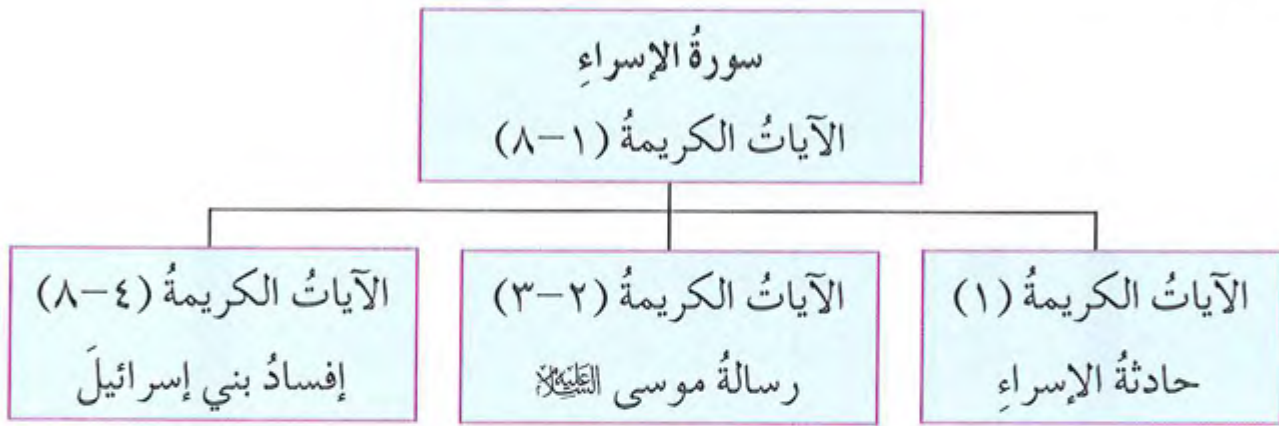 سورةُ الإسراءِ
الآياتُ الكريمةُ (١-٨)
الآياتُ الكريمةُ (١)
حادثةُ الإسراءِ
الآياتُ الكريمةُ (٢-٣)
رسالةُ موسى عليه السلام
الآياتُ الكريمةُ (٤-٨)
إفسادُ بني إسرائيلَ